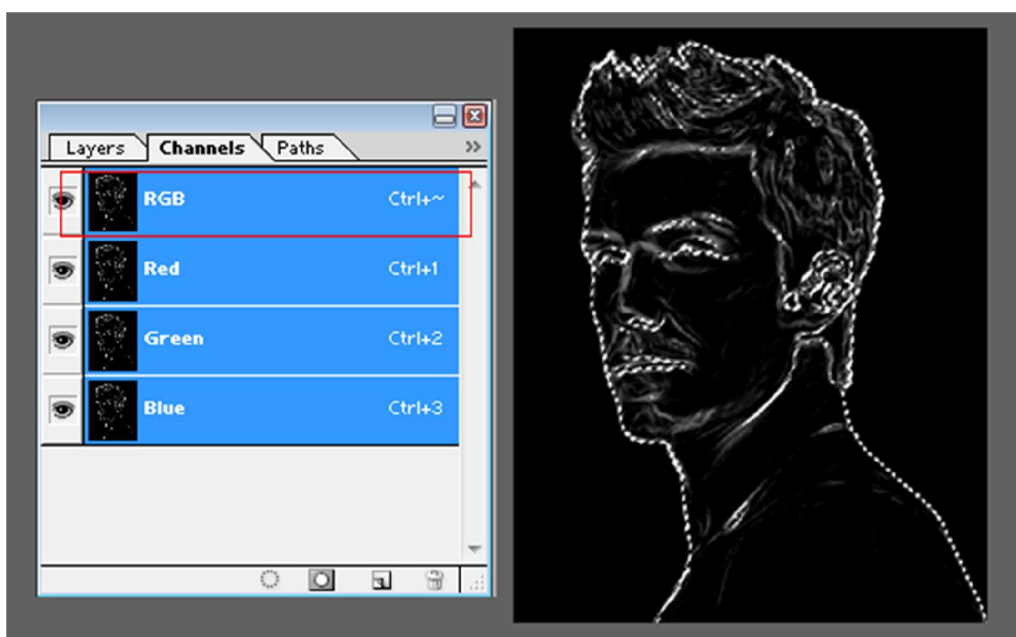 Layers Channels Paths
RGB Ctrl+~
Red Ctrl+1
Green Ctrl+2
Blue Ctrl+3